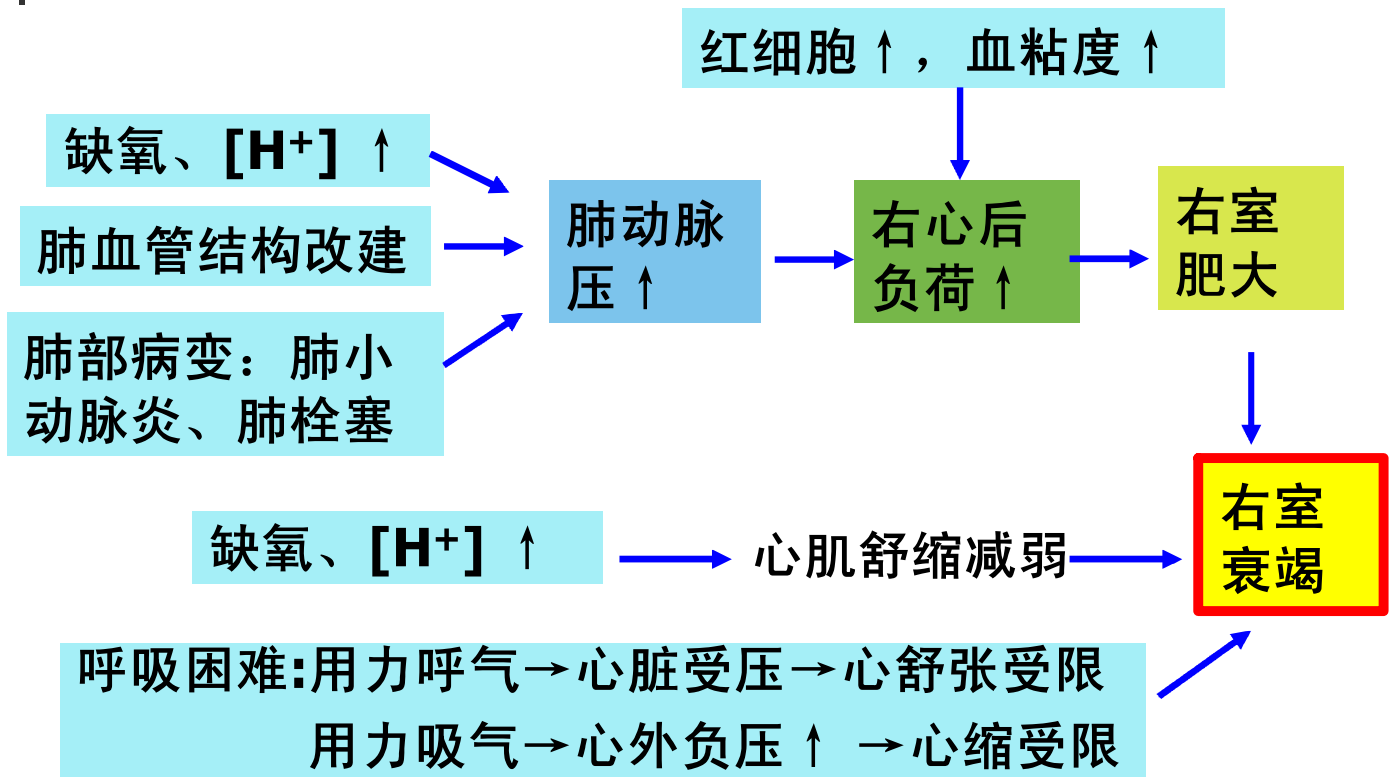 红细胞↑，血粘度↑
缺氧、[H⁺] ↑
肺血管结构改建
肺部病变：肺小
动脉炎、肺栓塞
肺动脉
压↑
右心后
负荷↑
右室
肥大
缺氧、[H⁺] ↑
心肌舒缩减弱
右室
衰竭
呼吸困难:用力呼气→心脏受压→心舒张受限
用力吸气→心外负压↑ →心缩受限